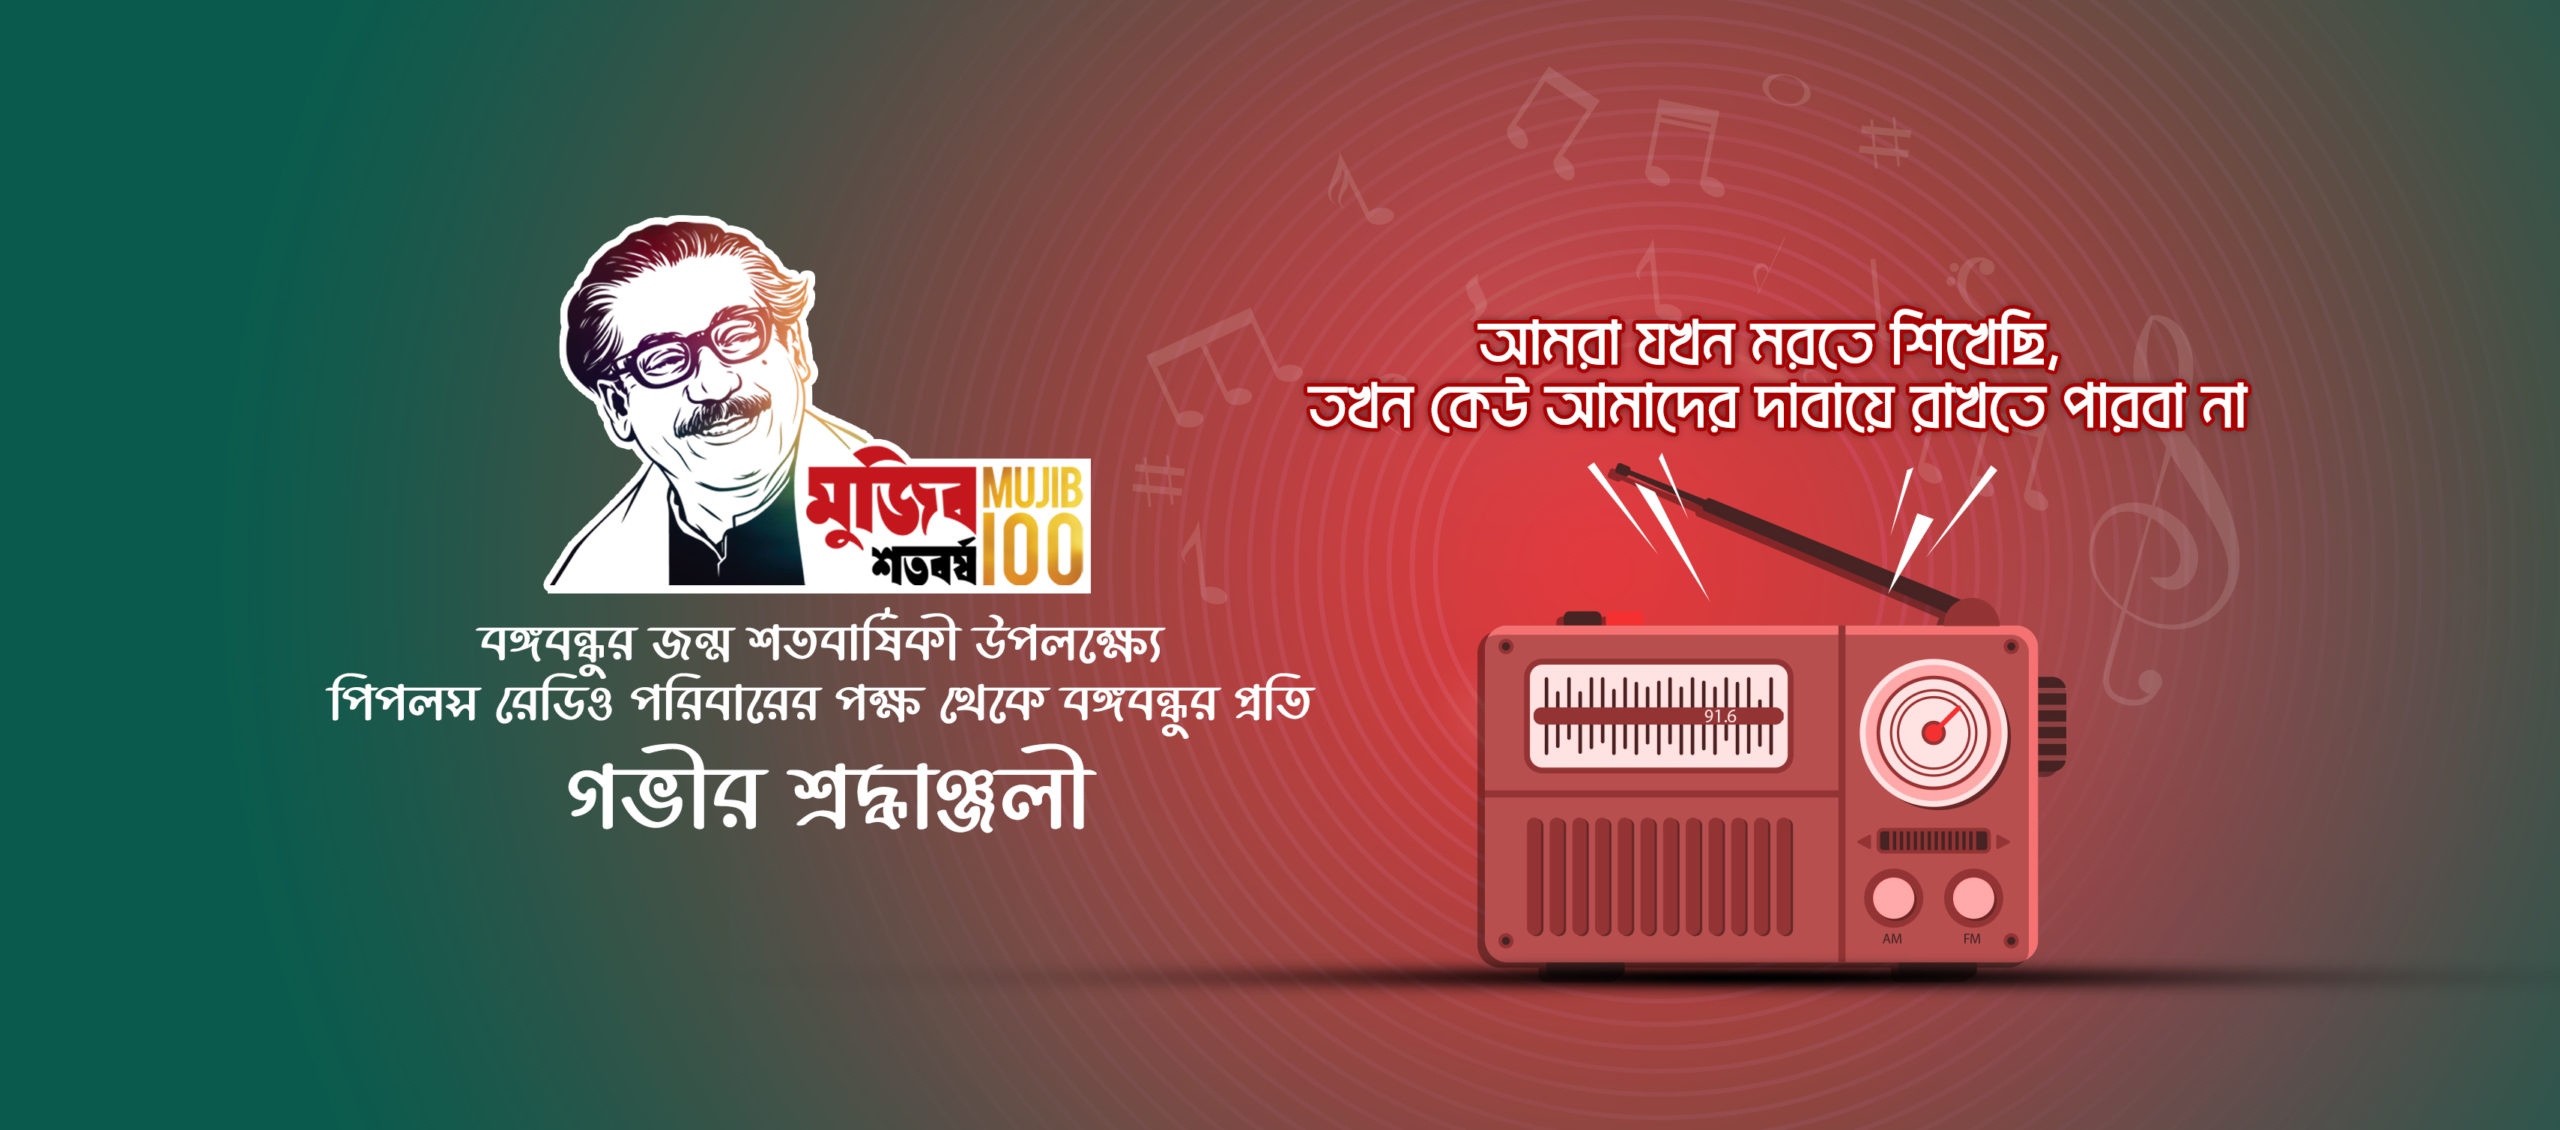 মুজিব
শতবর্ষ
MUJIB
100
বঙ্গবন্ধুর জন্ম শতবার্ষিকী উপলক্ষ্যে
পিপলস্ রেডিও পরিবারের পক্ষ থেকে বঙ্গবন্ধুর প্রতি
গভীর শ্রদ্ধাঞ্জলী
আমরা যখন মরতে শিখেছি,
তখন কেউ আমাদের দাবায়ে রাখতে পারবা না
91.6
AM FM